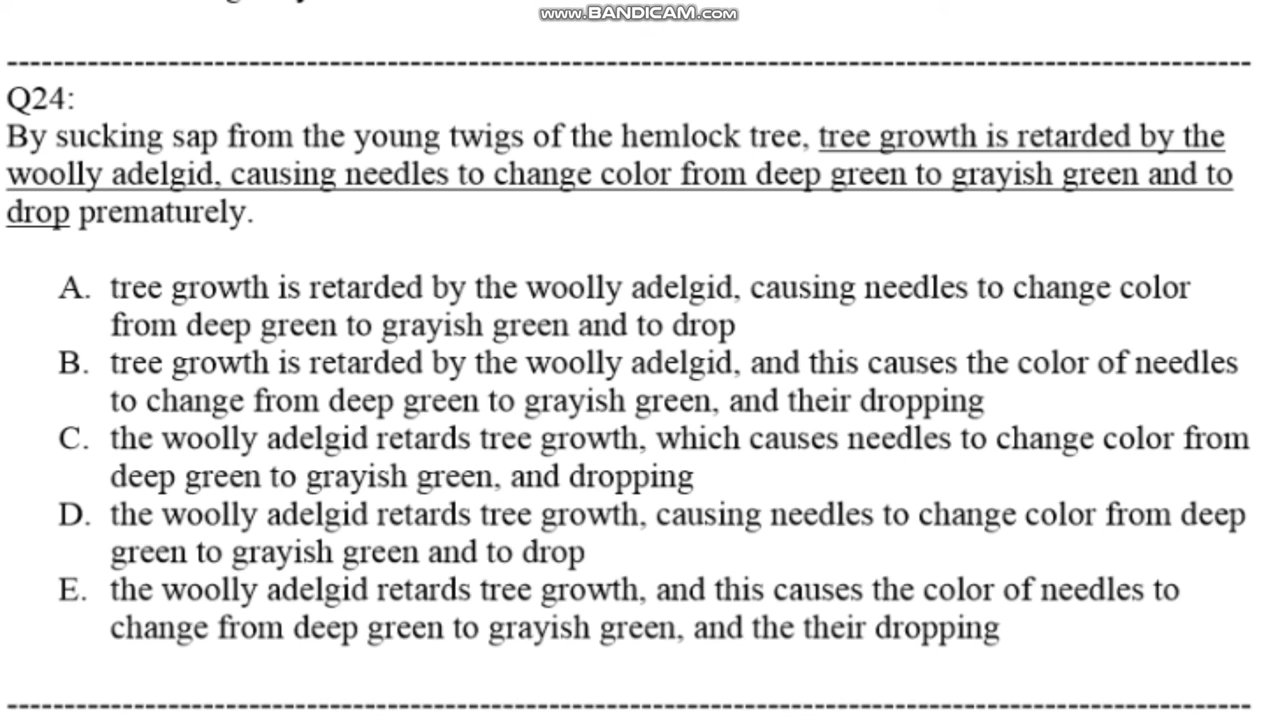 www.BANDICAM.com
Q24:
By sucking sap from the young twigs of the hemlock tree, tree growth is retarded by the
woolly adelgid, causing needles to change color from deep green to grayish green and to
drop prematurely.
A. tree growth is retarded by the woolly adelgid, causing needles to change color
from deep green to grayish green and to drop
B. tree growth is retarded by the woolly adelgid, and this causes the color of needles
to change from deep green to grayish green, and their dropping
C. the woolly adelgid retards tree growth, which causes needles to change color from
deep green to grayish green, and dropping
D. the woolly adelgid retards tree growth, causing needles to change color from deep
green to grayish green and to drop
E. the woolly adelgid retards tree growth, and this causes the color of needles to
change from deep green to grayish green, and the their dropping